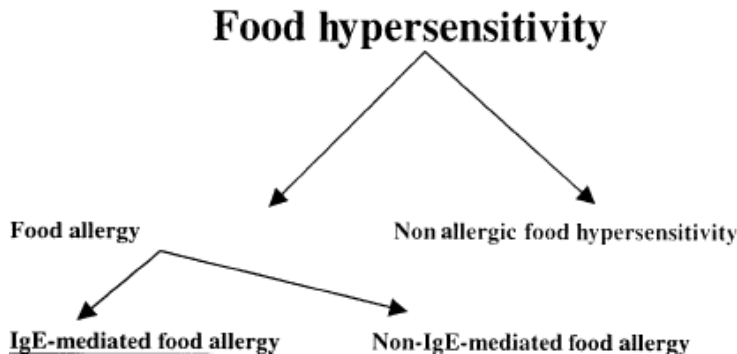 Food hypersensitivity
Food allergy
Non allergic food hypersensitivity
IgE-mediated food allergy
Non-IgE-mediated food allergy